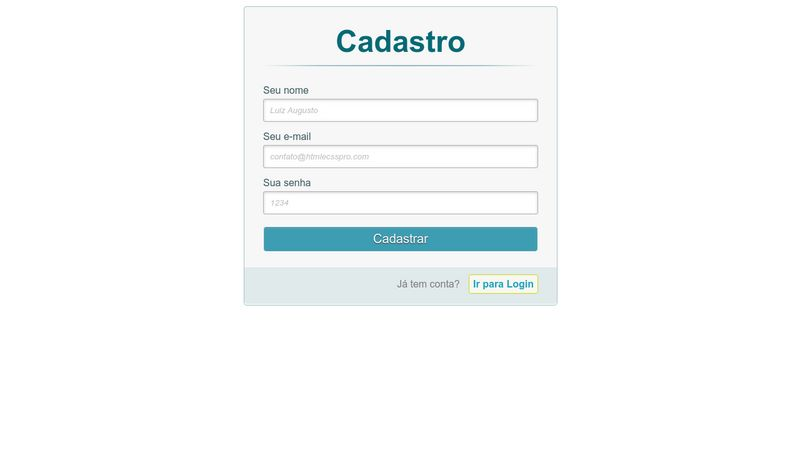 Cadastro
Seu nome
Luiz Augusto
Seu e-mail
contato@htmlecsspro.com
Sua senha
1234
Cadastrar
Já tem conta? Ir para Login